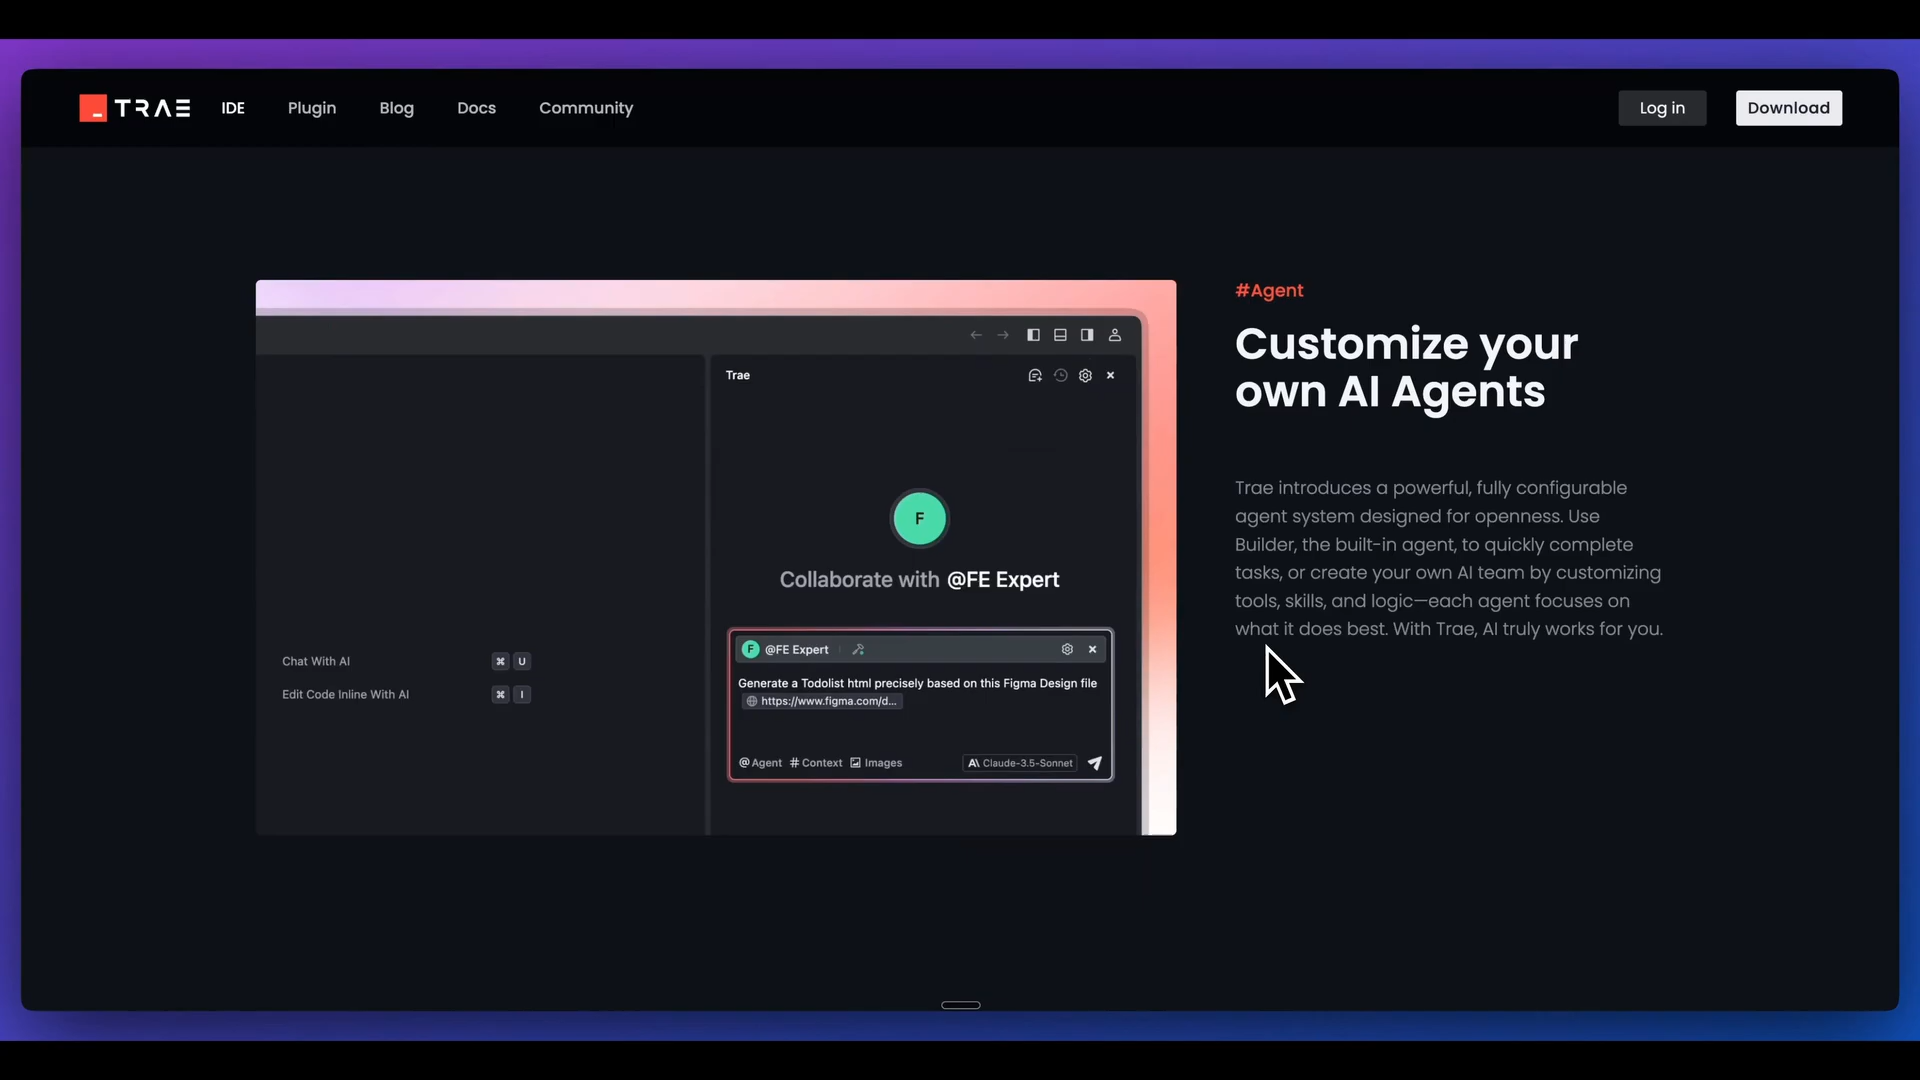 TRAE IDE Plugin Blog Docs Community Log in Download
#Agent
Customize your
own AI Agents
Trae introduces a powerful, fully configurable
agent system designed for openness. Use
Builder, the built-in agent, to quickly complete
tasks, or create your own AI team by customizing
tools, skills, and logic—each agent focuses on
what it does best. With Trae, AI truly works for you.
Trae
F
Collaborate with @FE Expert
F @FE Expert
Generate a Todolist html precisely based on this Figma Design file
https://www.figma.com/d...
@Agent # Context Images Claude-3.5-Sonnet
Chat With AI ⌘ U
Edit Code Inline With AI ⌘ I